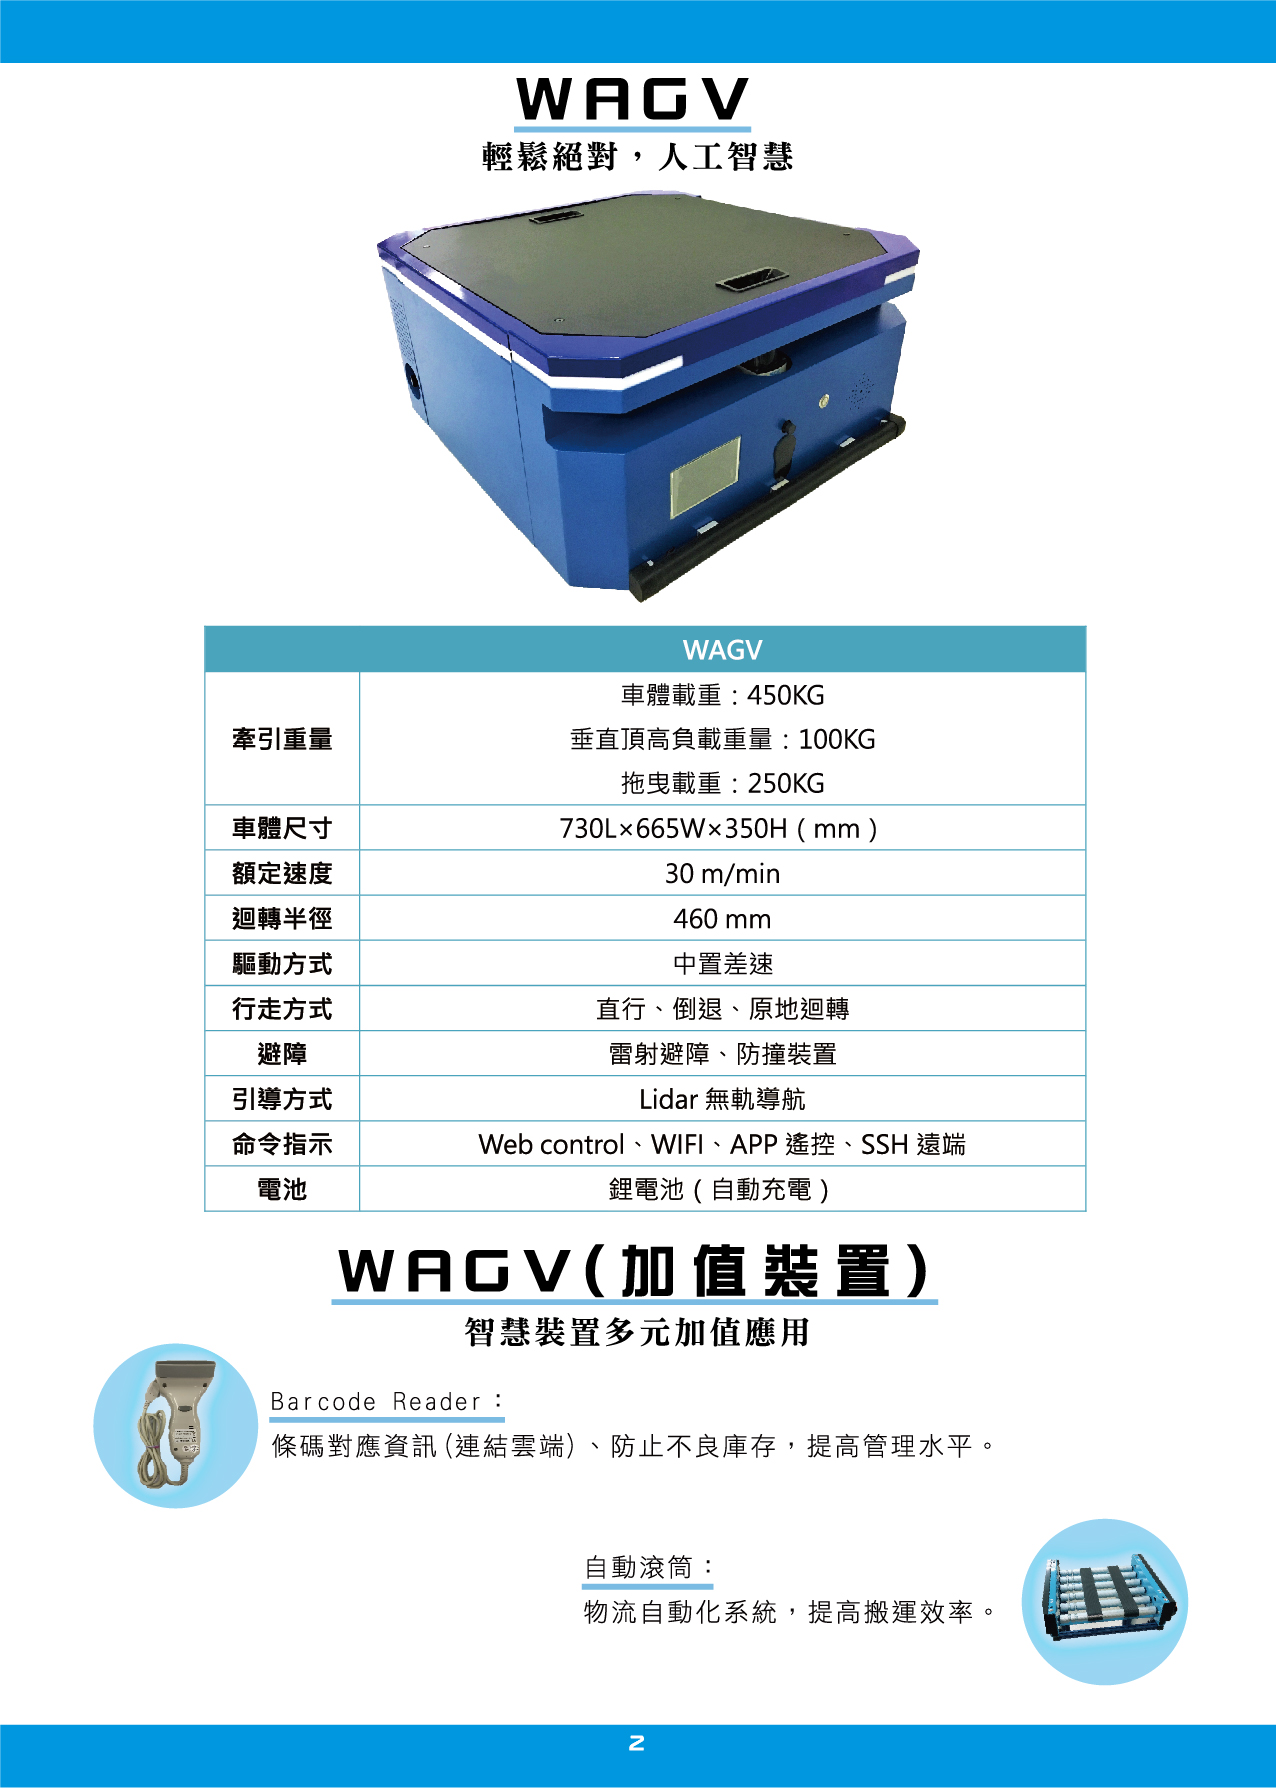 WAGV
輕鬆絕對，人工智慧
WAGV
牽引重量
車體載重：450KG
垂直頂高負載重量：100KG
拖曳載重：250KG
車體尺寸 730L×665W×350H（mm）
額定速度 30 m/min
迴轉半徑 460 mm
驅動方式 中置差速
行走方式 直行、倒退、原地迴轉
避障 雷射避障、防撞裝置
引導方式 Lidar 無軌導航
命令指示 Web control、WIFI、APP 遙控、SSH 遠端
電池 鋰電池（自動充電）
WAGV(加值裝置)
智慧裝置多元加值應用
Barcode Reader：
條碼對應資訊(連結雲端)、防止不良庫存，提高管理水平。
自動滾筒：
物流自動化系統，提高搬運效率。
2